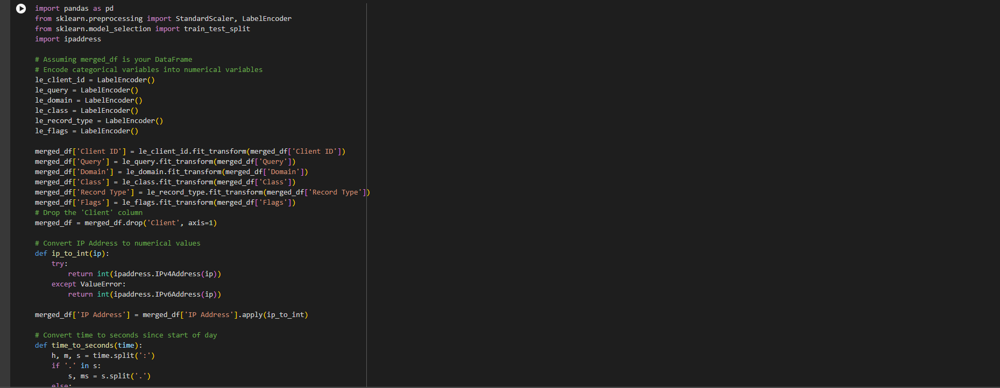 import pandas as pd
from sklearn.preprocessing import StandardScaler, LabelEncoder
from sklearn.model_selection import train_test_split
import ipaddress

# Assuming merged_df is your DataFrame
# Encode categorical variables into numerical variables
le_client_id = LabelEncoder()
le_query = LabelEncoder()
le_domain = LabelEncoder()
le_class = LabelEncoder()
le_record_type = LabelEncoder()
le_flags = LabelEncoder()

merged_df['Client ID'] = le_client_id.fit_transform(merged_df['Client ID'])
merged_df['Query'] = le_query.fit_transform(merged_df['Query'])
merged_df['Domain'] = le_domain.fit_transform(merged_df['Domain'])
merged_df['Class'] = le_class.fit_transform(merged_df['Class'])
merged_df['Record Type'] = le_record_type.fit_transform(merged_df['Record Type'])
merged_df['Flags'] = le_flags.fit_transform(merged_df['Flags'])
# Drop the 'Client' column
merged_df = merged_df.drop('Client', axis=1)

# Convert IP Address to numerical values
def ip_to_int(ip):
    try:
        return int(ipaddress.IPv4Address(ip))
    except ValueError:
        return int(ipaddress.IPv6Address(ip))

merged_df['IP Address'] = merged_df['IP Address'].apply(ip_to_int)

# Convert time to seconds since start of day
def time_to_seconds(time):
    h, m, s = time.split(':')
    if '.' in s:
        s, ms = s.split('.')
    else: